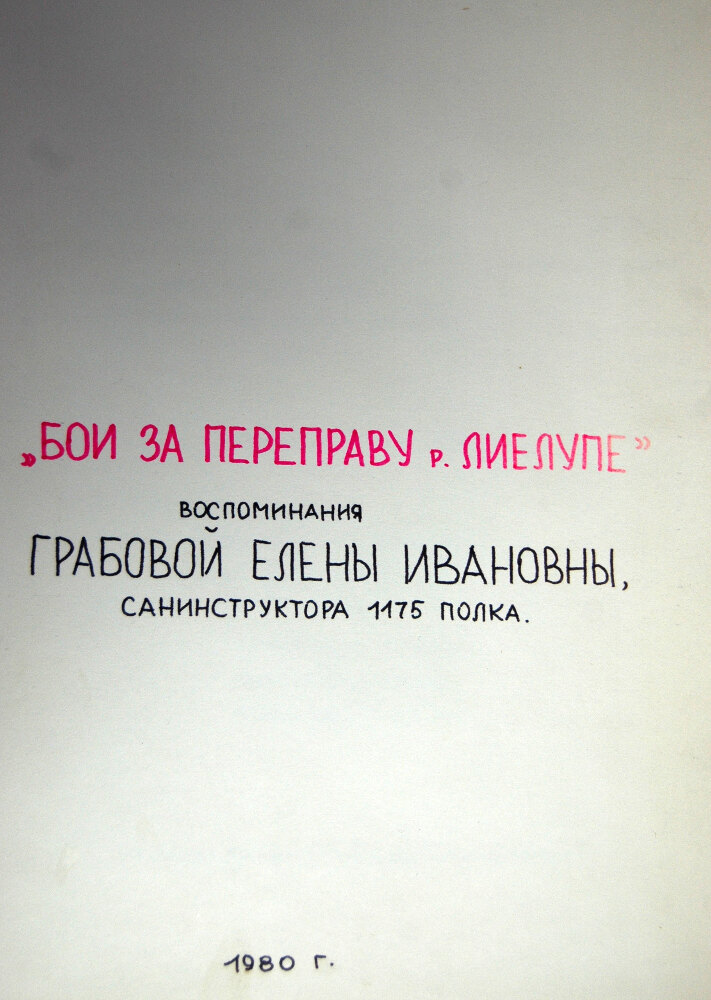 „БОИ ЗА ПЕРЕПРАВУ р. ЛИЕЛУПЕ”
ВОСПОМИНАНИЯ
ГРАБОВОЙ ЕЛЕНЫ ИВАНОВНЫ,
САНИНСТРУКТОРА 1175 ПОЛКА.
1980 г.